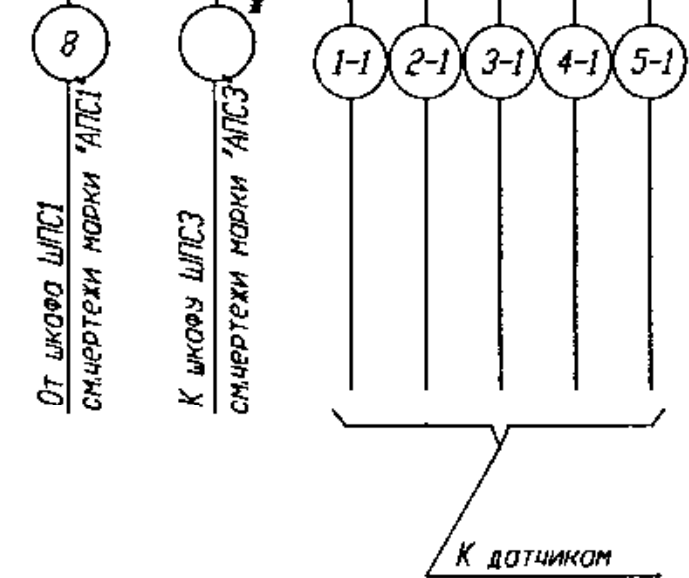 8
1-1 2-1 3-1 4-1 5-1
От шкафа ШПС1
см.чертежи марки "АПС1"
К шкафу ШПС3
см.чертежи марки "АПС3"
К датчикам